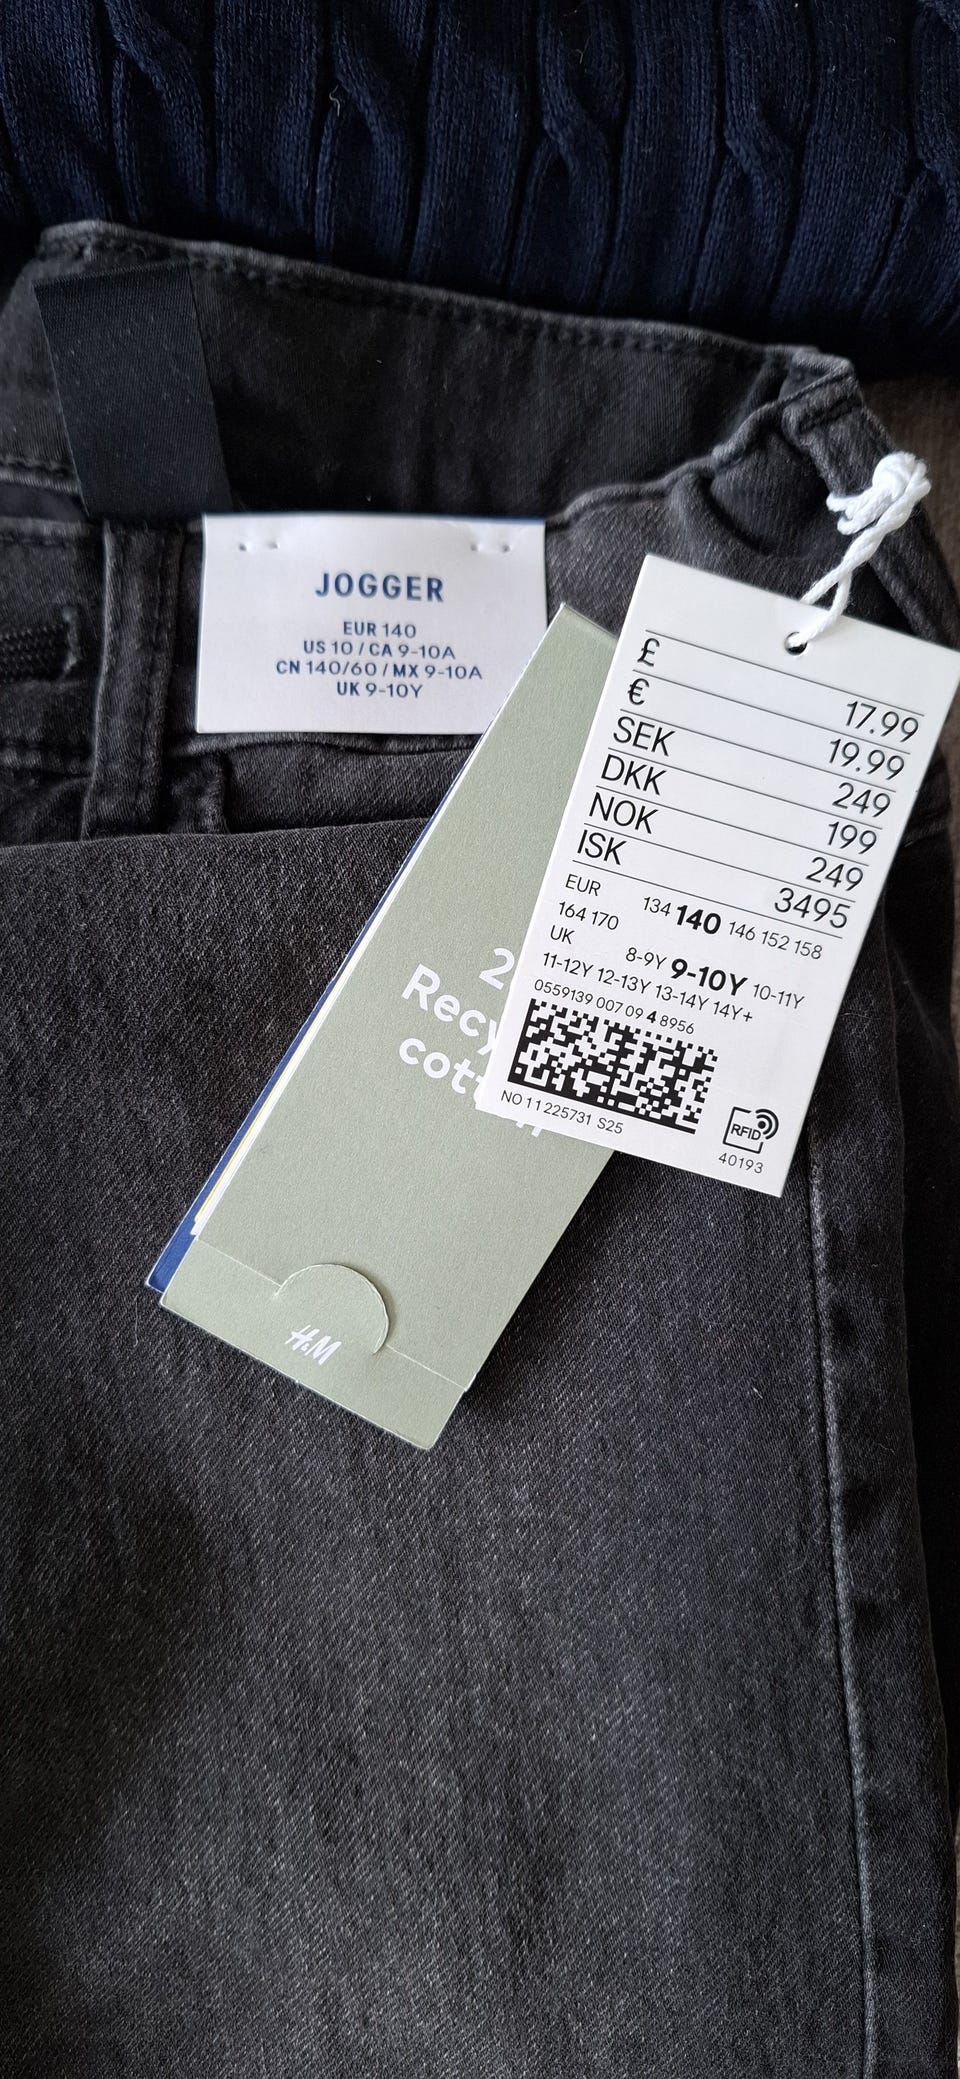 JOGGER
EUR 140
US 10 / CA 9-10A
CN 140/60 / MX 9-10A
UK 9-10Y
£ 17.99
€ 19.99
SEK 249
DKK 199
NOK 249
ISK 3495
EUR 134 140 146 152 158
164 170
UK 8-9Y 9-10Y 10-11Y
11-12Y 12-13Y 13-14Y 14Y+
0559139 007 09 4 8956
NO 11225731 S25
RFID
40193
H&M